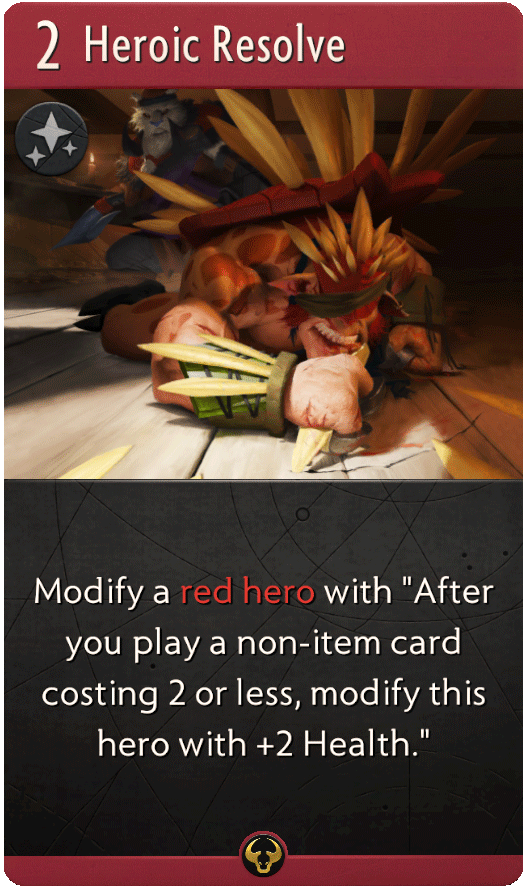 2 Heroic Resolve
Modify a red hero with "After
you play a non-item card
costing 2 or less, modify this
hero with +2 Health."